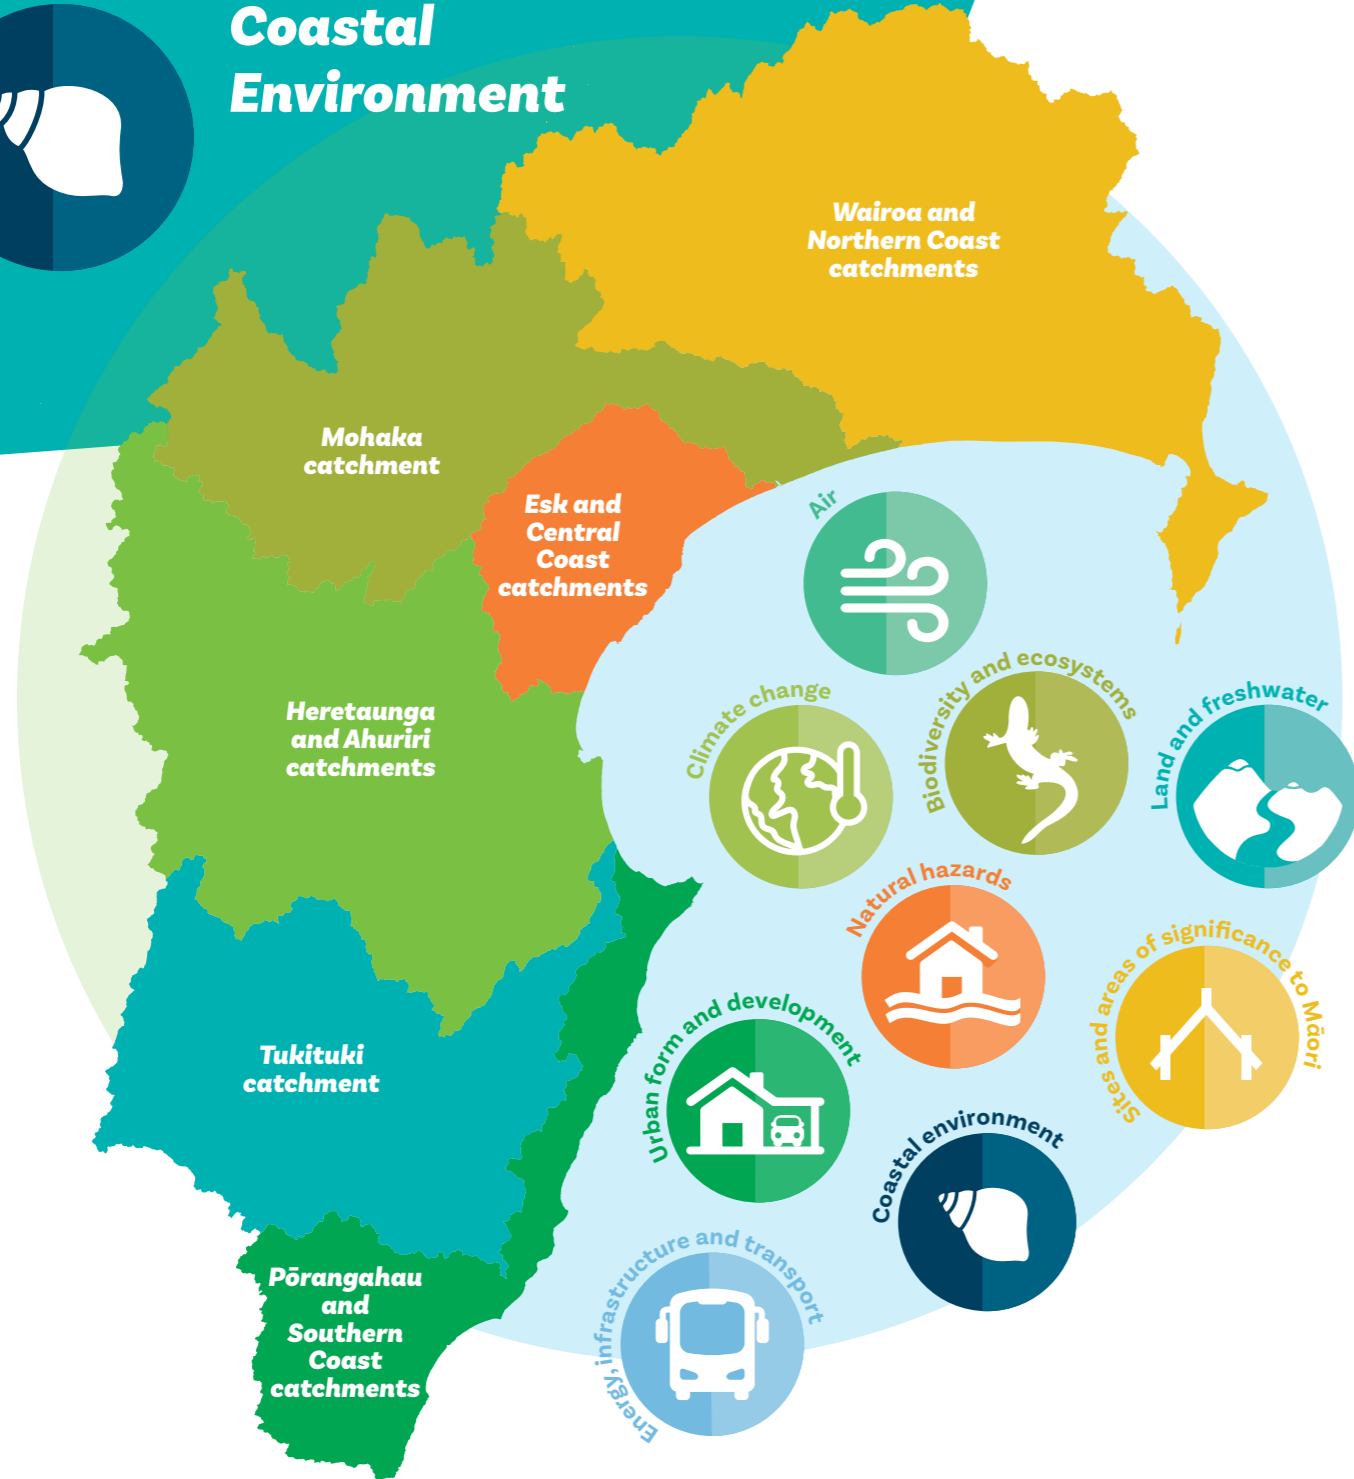 Coastal
Environment
Wairoa and
Northern Coast
catchments
Mohaka
catchment
Esk and
Central
Coast
catchments
Air
Biodiversity and ecosystems
Climate change
Land and freshwater
Heretaunga
and Ahuriri
catchments
Natural hazards
Sites and areas of significance to Māori
Urban form and development
Tukituki
catchment
Coastal environment
Energy, infrastructure and transport
Pōrangahau
and
Southern
Coast
catchments